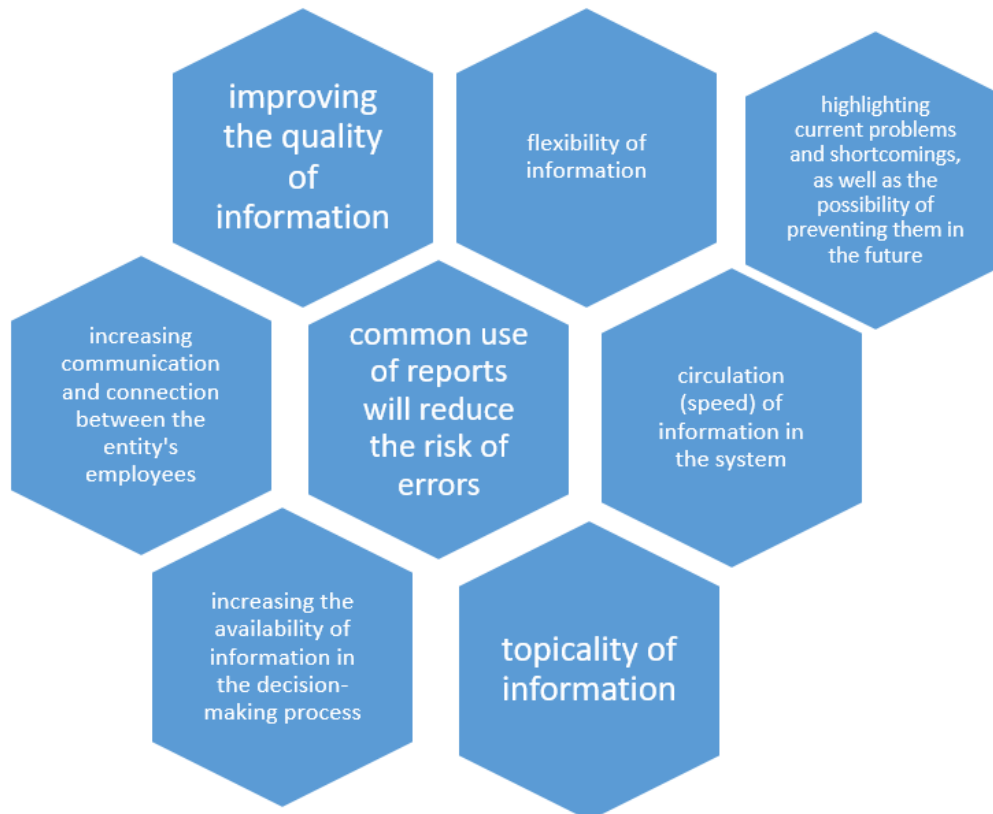 improving
the quality
of
information
flexibility of
information
highlighting
current problems
and shortcomings,
as well as the
possibility of
preventing them in
the future
increasing
communication
and connection
between the
entity's
employees
common use
of reports
will reduce
the risk of
errors
circulation
(speed) of
information in
the system
increasing the
availability of
information in
the decision-
making process
topicality of
information